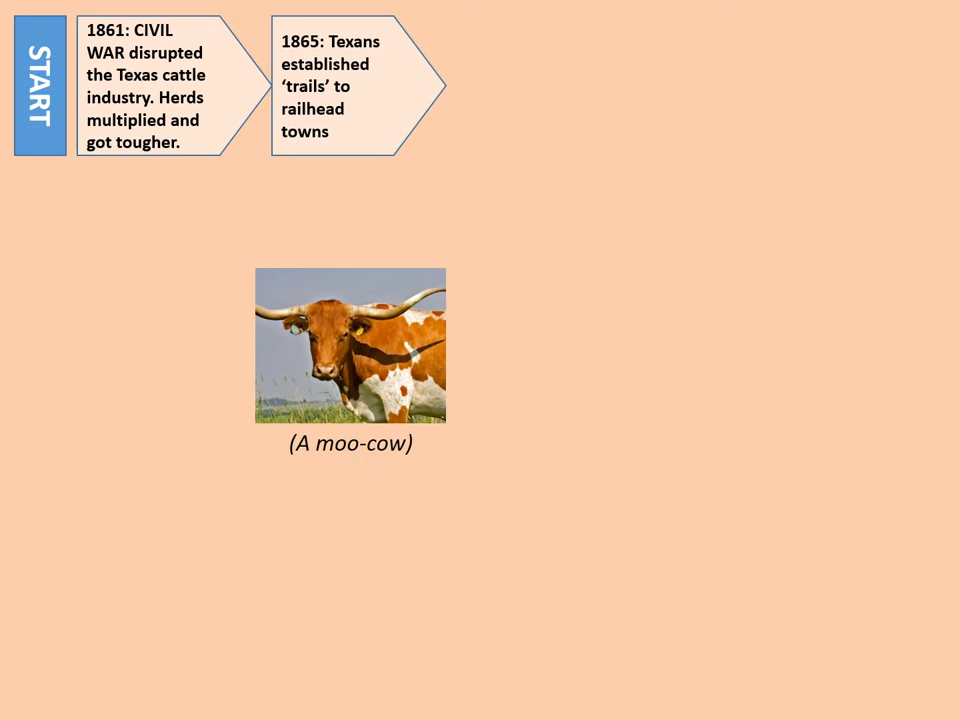 START
1861: CIVIL
WAR disrupted
the Texas cattle
industry. Herds
multiplied and
got tougher.
1865: Texans
established
‘trails’ to
railhead
towns
(A moo-cow)